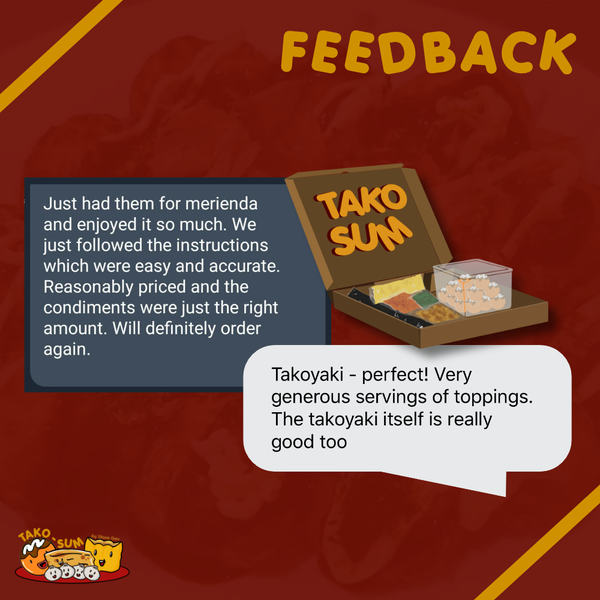 FEEDBACK
Just had them for merienda
and enjoyed it so much. We
just followed the instructions
which were easy and accurate.
Reasonably priced and the
condiments were just the right
amount. Will definitely order
again.
TAKO
SUM
Takoyaki - perfect! Very
generous servings of toppings.
The takoyaki itself is really
good too
TAKO-SUM